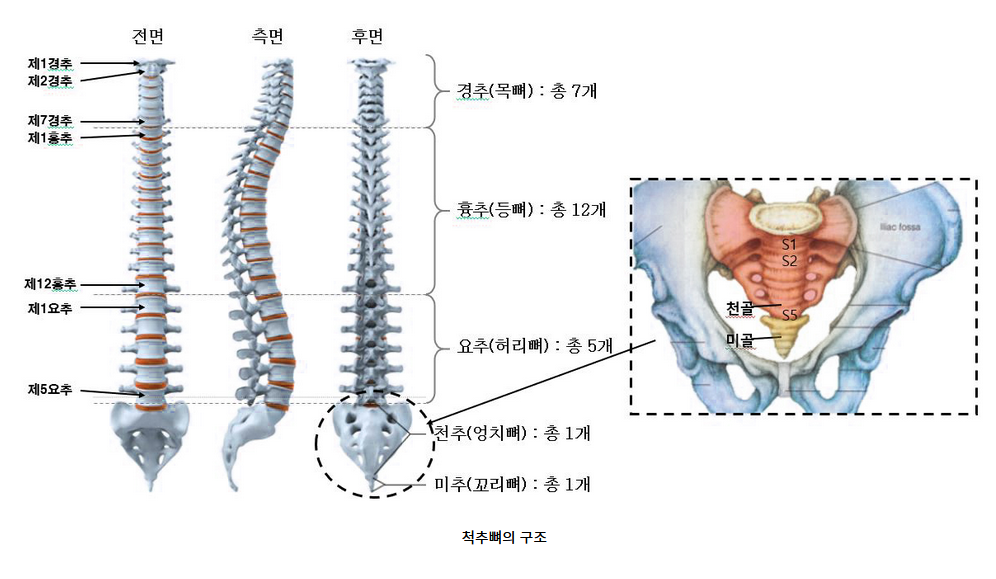 전면
측면
후면
제1경추
제2경추
제7경추
제1흉추
제12흉추
제1요추
제5요추
경추(목뼈) : 총 7개
흉추(등뼈) : 총 12개
요추(허리뼈) : 총 5개
천추(엉치뼈) : 총 1개
미추(꼬리뼈) : 총 1개
Iliac fossa
S1
S2
천골
S5
미골
척추뼈의 구조